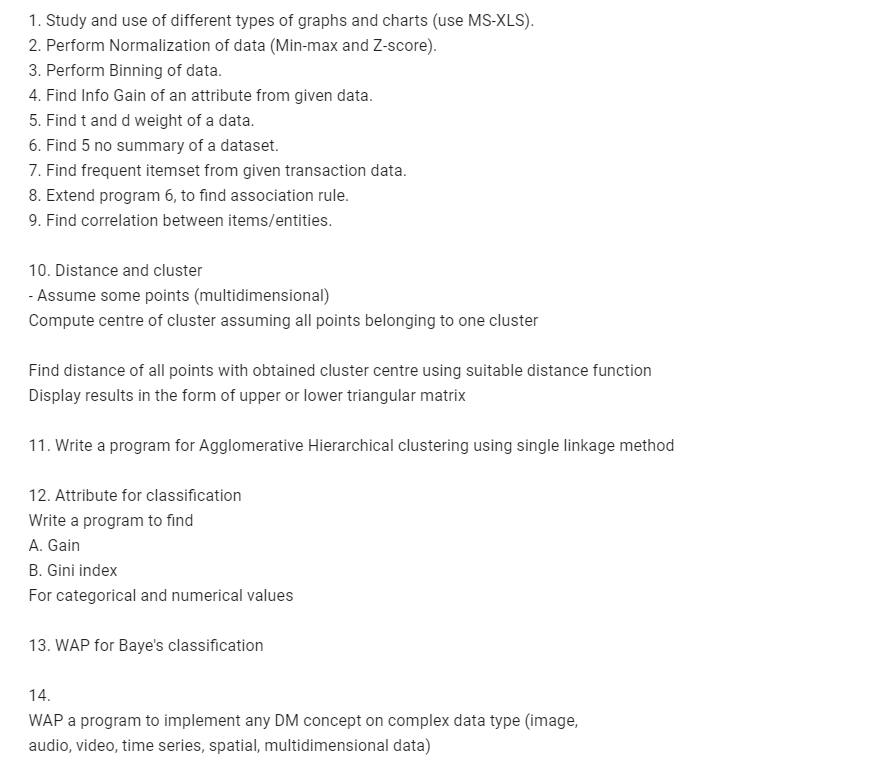 1. Study and use of different types of graphs and charts (use MS-XLS).
2. Perform Normalization of data (Min-max and Z-score).
3. Perform Binning of data.
4. Find Info Gain of an attribute from given data.
5. Find t and d weight of a data.
6. Find 5 no summary of a dataset.
7. Find frequent itemset from given transaction data.
8. Extend program 6, to find association rule.
9. Find correlation between items/entities.
10. Distance and cluster
- Assume some points (multidimensional)
Compute centre of cluster assuming all points belonging to one cluster
Find distance of all points with obtained cluster centre using suitable distance function
Display results in the form of upper or lower triangular matrix
11. Write a program for Agglomerative Hierarchical clustering using single linkage method
12. Attribute for classification
Write a program to find
A. Gain
B. Gini index
For categorical and numerical values
13. WAP for Baye's classification
14.
WAP a program to implement any DM concept on complex data type (image,
audio, video, time series, spatial, multidimensional data)